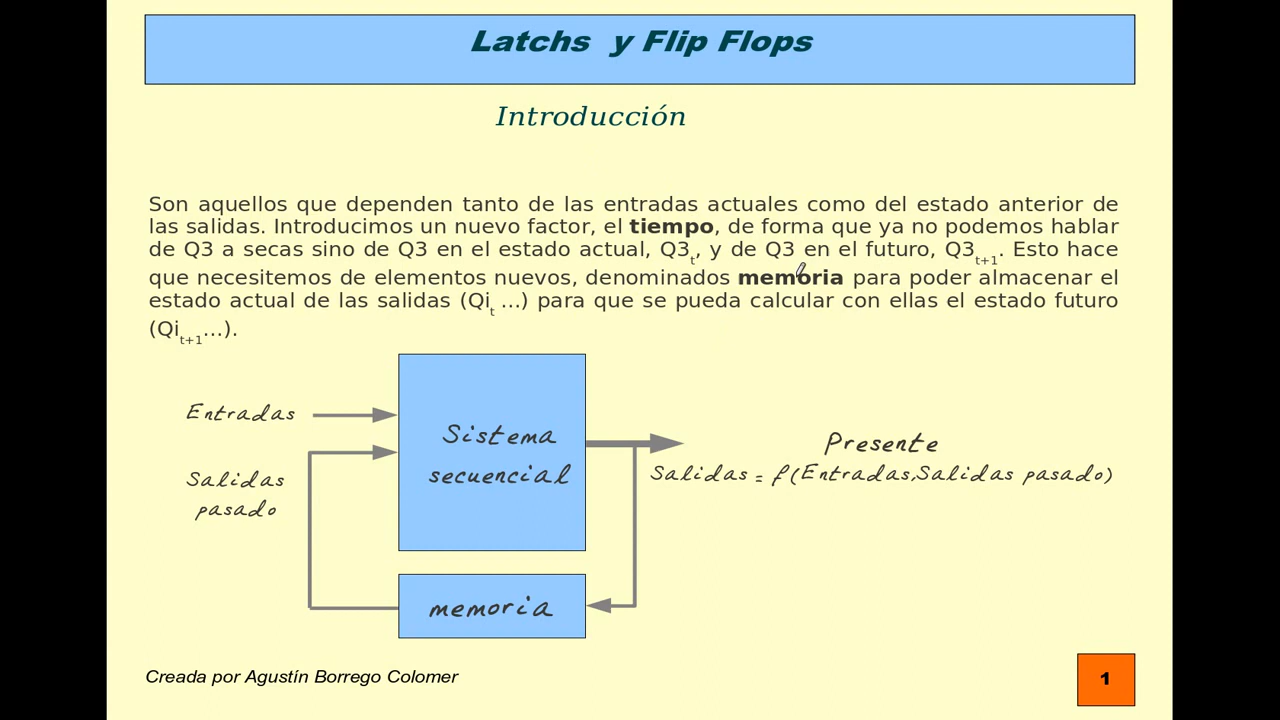 Latchs y Flip Flops
Introducción
Son aquellos que dependen tanto de las entradas actuales como del estado anterior de
las salidas. Introducimos un nuevo factor, el tiempo, de forma que ya no podemos hablar
de Q3 a secas sino de Q3 en el estado actual, Q3t, y de Q3 en el futuro, Q3t+1. Esto hace
que necesitemos de elementos nuevos, denominados memoria para poder almacenar el
estado actual de las salidas (Qit ...) para que se pueda calcular con ellas el estado futuro
(Qit+1...).
Entradas
Salidas
pasado
Sistema
secuencial
memoria
Presente
Salidas = f(Entradas,Salidas pasado)
Creada por Agustín Borrego Colomer
1